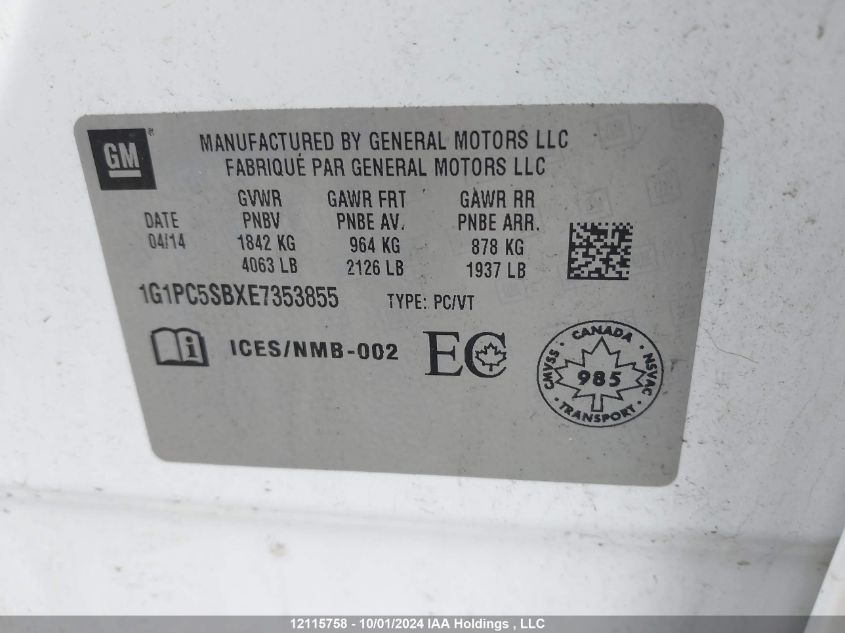 GM
MANUFACTURED BY GENERAL MOTORS LLC
FABRIQUÉ PAR GENERAL MOTORS LLC
GVWR GAWR FRT GAWR RR
DATE PNBV PNBE AV. PNBE ARR.
04/14 1842 KG 964 KG 878 KG
4063 LB 2126 LB 1937 LB
1G1PC5SBXE7353855 TYPE: PC/VT
i ICES/NMB-002 EC
CANADA
CMVSS 985 NSVAC
TRANSPORT
12115758 - 10/01/2024 IAA Holdings , LLC